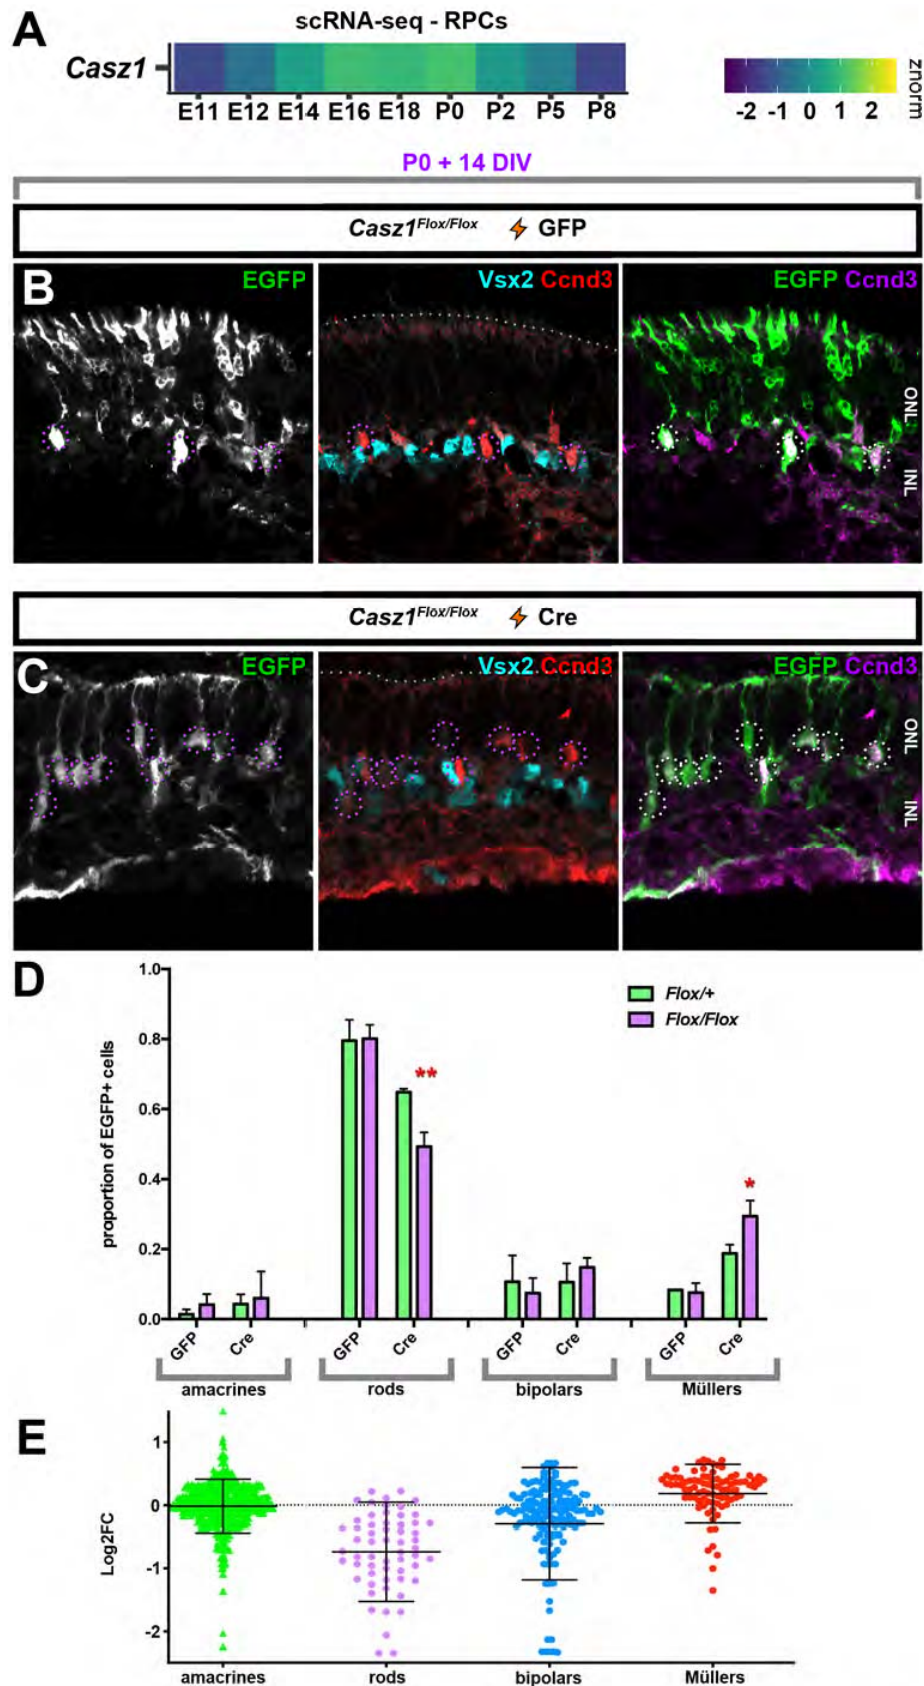 A
scRNA-seq - RPCs
Casz1
E11 E12 E14 E16 E18 P0 P2 P5 P8
-2 -1 0 1 2
znorm
P0 + 14 DIV
Casz1Flox/Flox GFP
B
EGFP
Vsx2 Ccnd3
EGFP Ccnd3
ONL
INL
Casz1Flox/Flox Cre
C
EGFP
Vsx2 Ccnd3
EGFP Ccnd3
ONL
INL
D
proportion of EGFP+ cells
1.0
0.8
0.6
0.4
0.2
0.0
Flox/+
Flox/Flox
**
*
GFP Cre GFP Cre GFP Cre GFP Cre
amacrines rods bipolars Müllers
E
Log2FC
1
0
-1
-2
amacrines rods bipolars Müllers